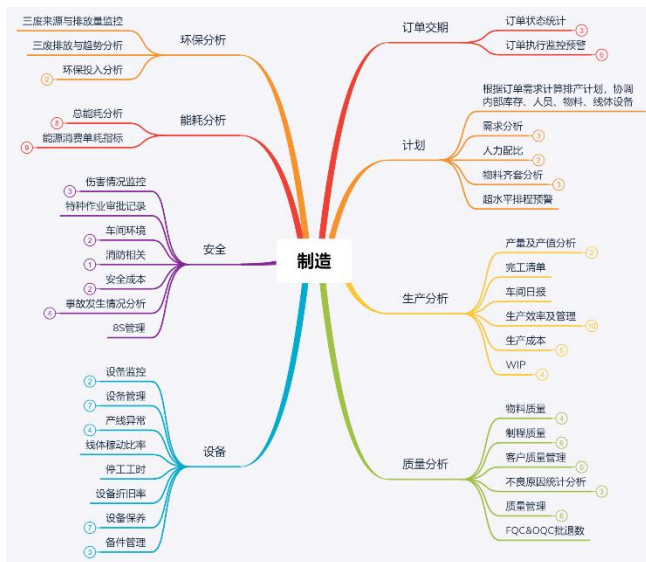 制造
订单交期
订单状态统计
3
订单执行监控预警
6
计划
根据订单需求计算排产计划，协调
内部库存、人员、物料、线体设备
需求分析
3
人力配比
2
物料齐套分析
3
超水平排程预警
生产分析
产量及产值分析
2
完工清单
车间日报
生产效率及管理
10
生产成本
5
WIP
4
质量分析
物料质量
4
制程质量
6
客户质量管理
5
不良原因统计分析
3
质量管理
6
FQC&OQC批退数
环保分析
三废来源与排放量监控
三废排放与趋势分析
环保投入分析
2
能耗分析
总能耗分析
8
能源消费单耗指标
9
安全
伤害情况监控
3
特种作业审批记录
车间环境
2
消防相关
1
安全成本
2
事故发生情况分析
4
8S管理
设备
设备监控
2
设备管理
7
产线异常
4
线体稼动比率
停工工时
设备折旧率
设备保养
7
备件管理
3